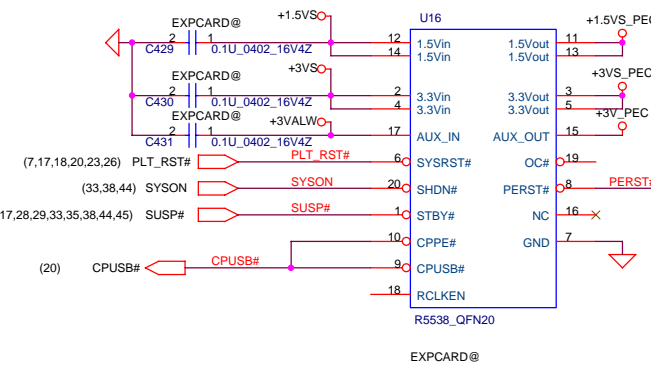 EXPCARD@
+1.5VS
U16
+1.5VS_PEC
2 1
C429 0.1U_0402_16V4Z
12 1.5Vin 1.5Vout 11
14 1.5Vin 1.5Vout 13
EXPCARD@
+3VS
+3VS_PEC
2 1
C430 0.1U_0402_16V4Z
2 3.3Vin 3.3Vout 3
4 3.3Vin 3.3Vout 5
EXPCARD@
+3VALW
+3V_PEC
2 1
C431 0.1U_0402_16V4Z
17 AUX_IN AUX_OUT 15
(7,17,18,20,23,26) PLT_RST# PLT_RST# 6 SYSRST# OC# 19
(33,38,44) SYSON SYSON 20 SHDN# PERST# 8 PERST#
17,28,29,33,35,38,44,45) SUSP# SUSP# 1 STBY# NC 16
10 CPPE# GND 7
(20) CPUSB# CPUSB# 9 CPUSB#
18 RCLKEN
R5538_QFN20
EXPCARD@